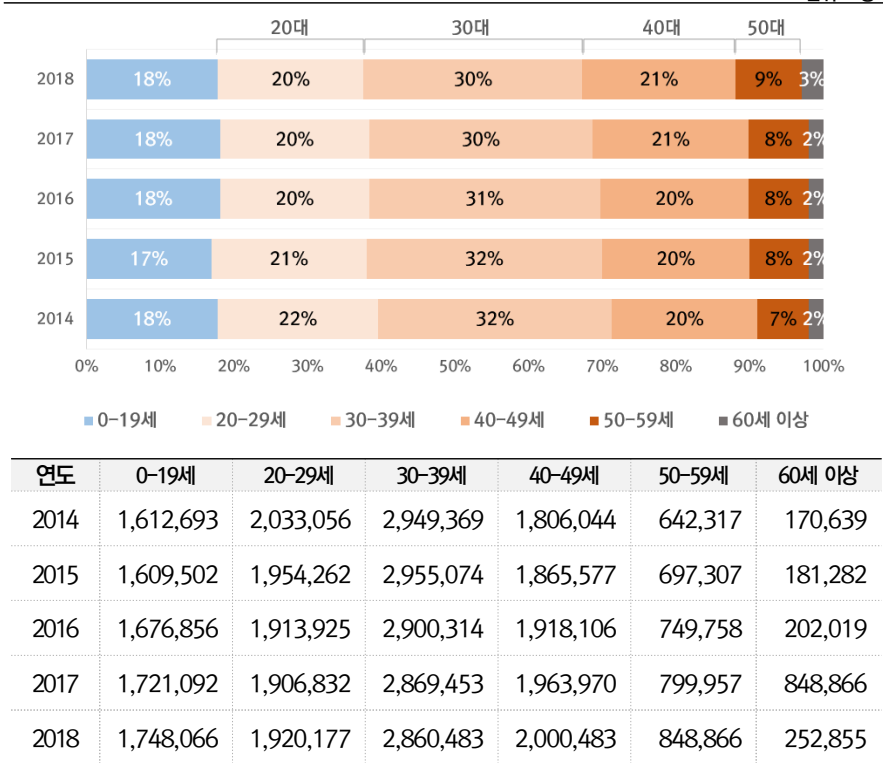 20대 30대 40대 50대
2018 18% 20% 30% 21% 9% 3%
2017 18% 20% 30% 21% 8% 2%
2016 18% 20% 31% 20% 8% 2%
2015 17% 21% 32% 20% 8% 2%
2014 18% 22% 32% 20% 7% 2%
0% 10% 20% 30% 40% 50% 60% 70% 80% 90% 100%
0-19세 20-29세 30-39세 40-49세 50-59세 60세 이상
연도 0-19세 20-29세 30-39세 40-49세 50-59세 60세 이상
2014 1,612,693 2,033,056 2,949,369 1,806,044 642,317 170,639
2015 1,609,502 1,954,262 2,955,074 1,865,577 697,307 181,282
2016 1,676,856 1,913,925 2,900,314 1,918,106 749,758 202,019
2017 1,721,092 1,906,832 2,869,453 1,963,970 799,957 848,866
2018 1,748,066 1,920,177 2,860,483 2,000,483 848,866 252,855